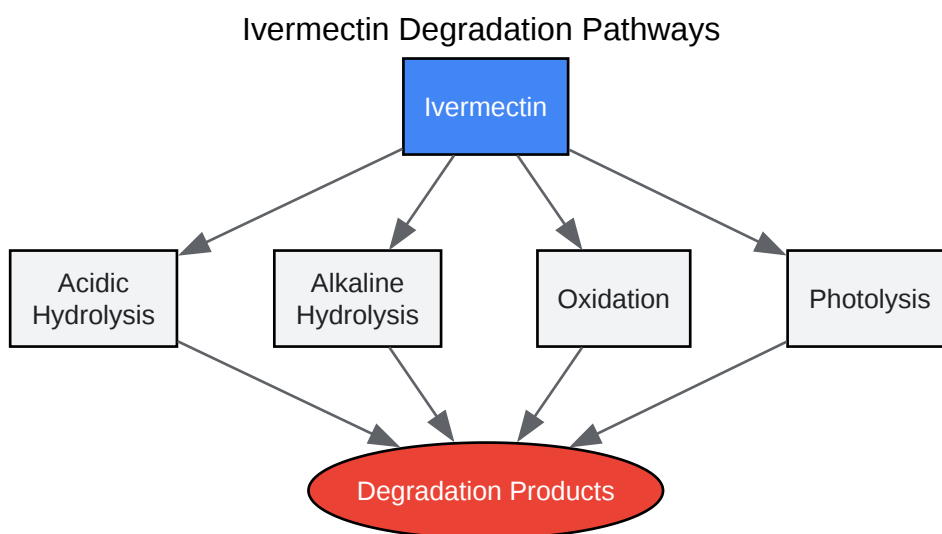 Ivermectin Degradation Pathways
Ivermectin
Acidic
Hydrolysis
Alkaline
Hydrolysis
Oxidation
Photolysis
Degradation Products